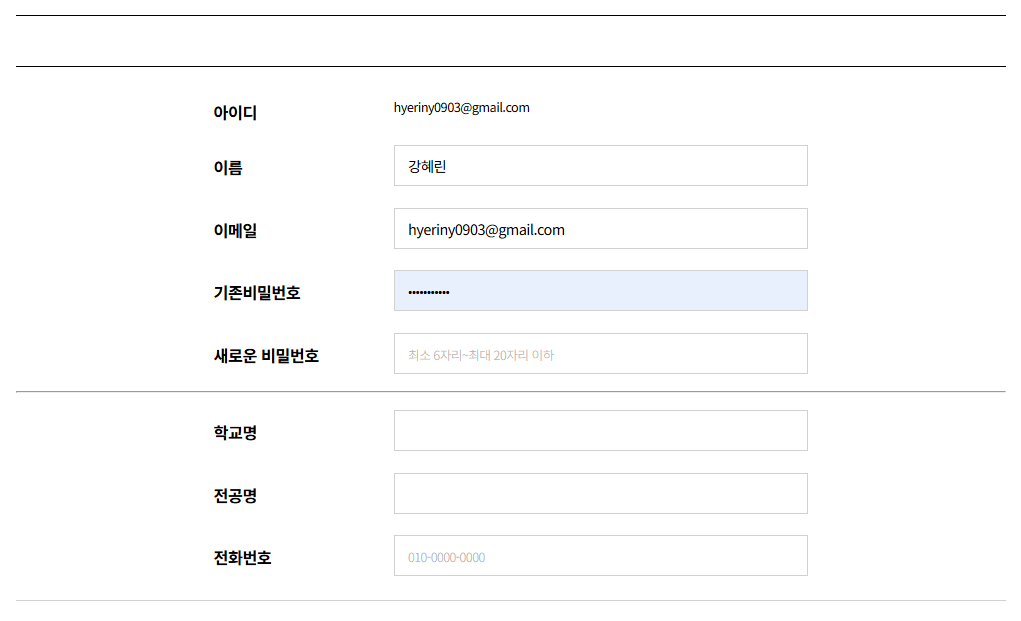 아이디 hyeriny0903@gmail.com
이름 강혜린
이메일 hyeriny0903@gmail.com
기존비밀번호 •••••••••••
새로운 비밀번호 최소 6자리~최대 20자리 이하
학교명
전공명
전화번호 010-0000-0000